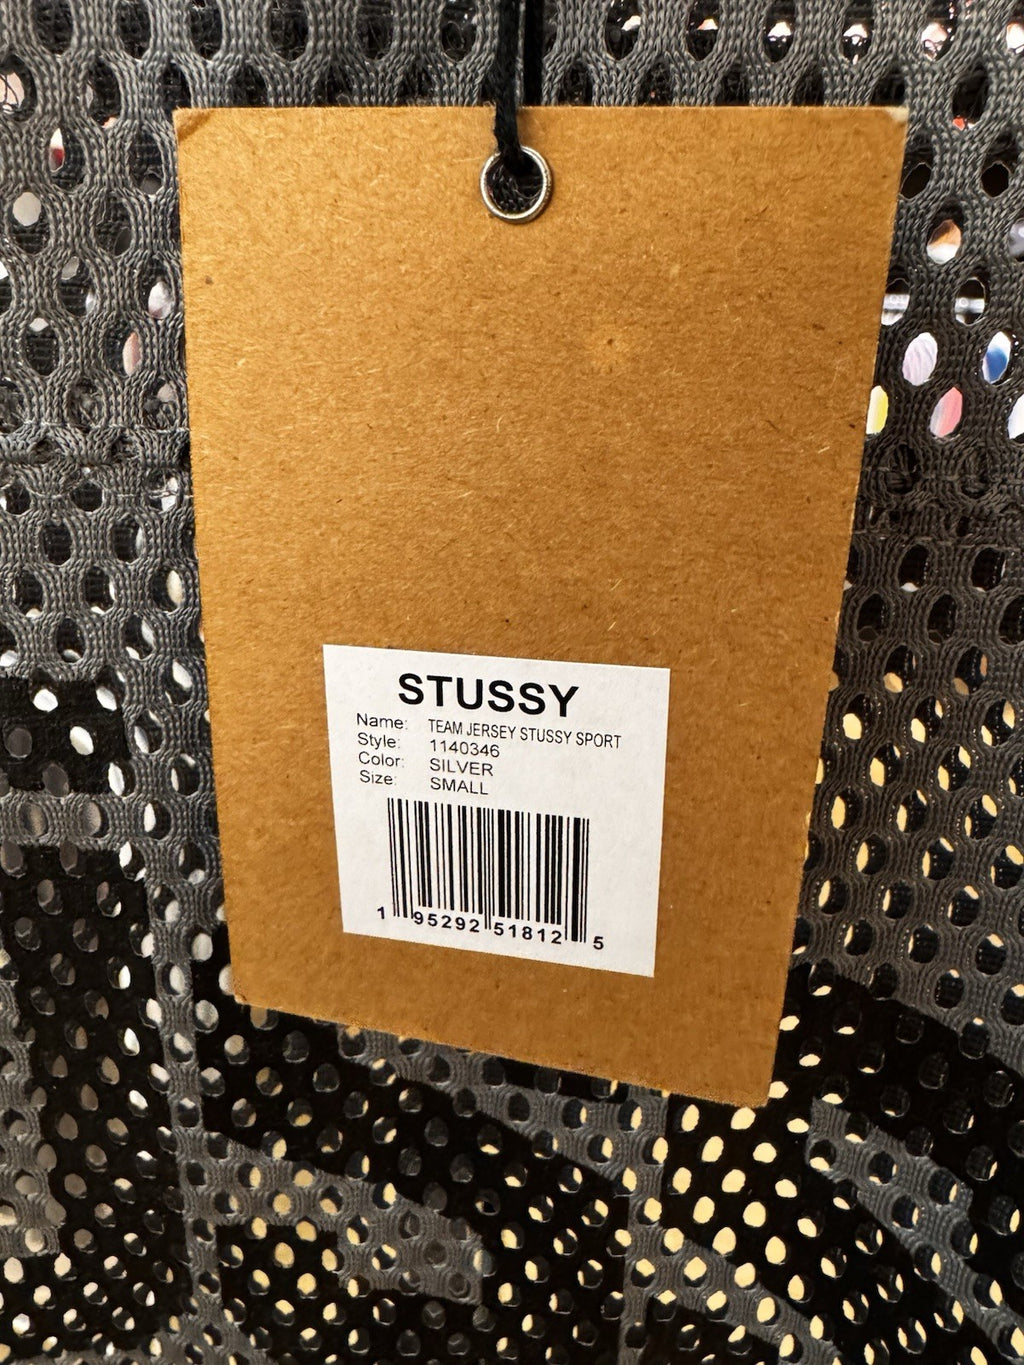 STUSSY
Name: TEAM JERSEY STUSSY SPORT
Style: 1140346
Color: SILVER
Size: SMALL
1 95292 51812 5